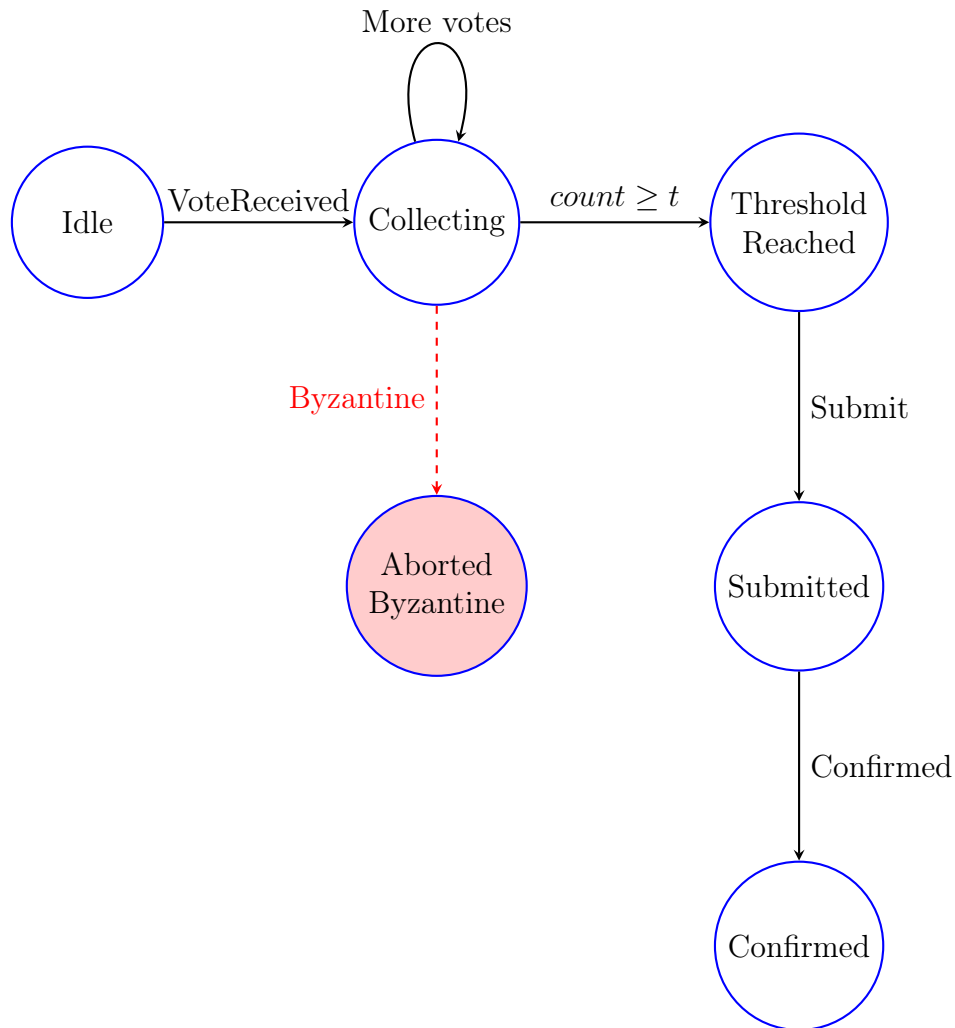 More votes
Idle
VoteReceived
Collecting
count ≥ t
Threshold
Reached
Byzantine
Submit
Aborted
Byzantine
Submitted
Confirmed
Confirmed